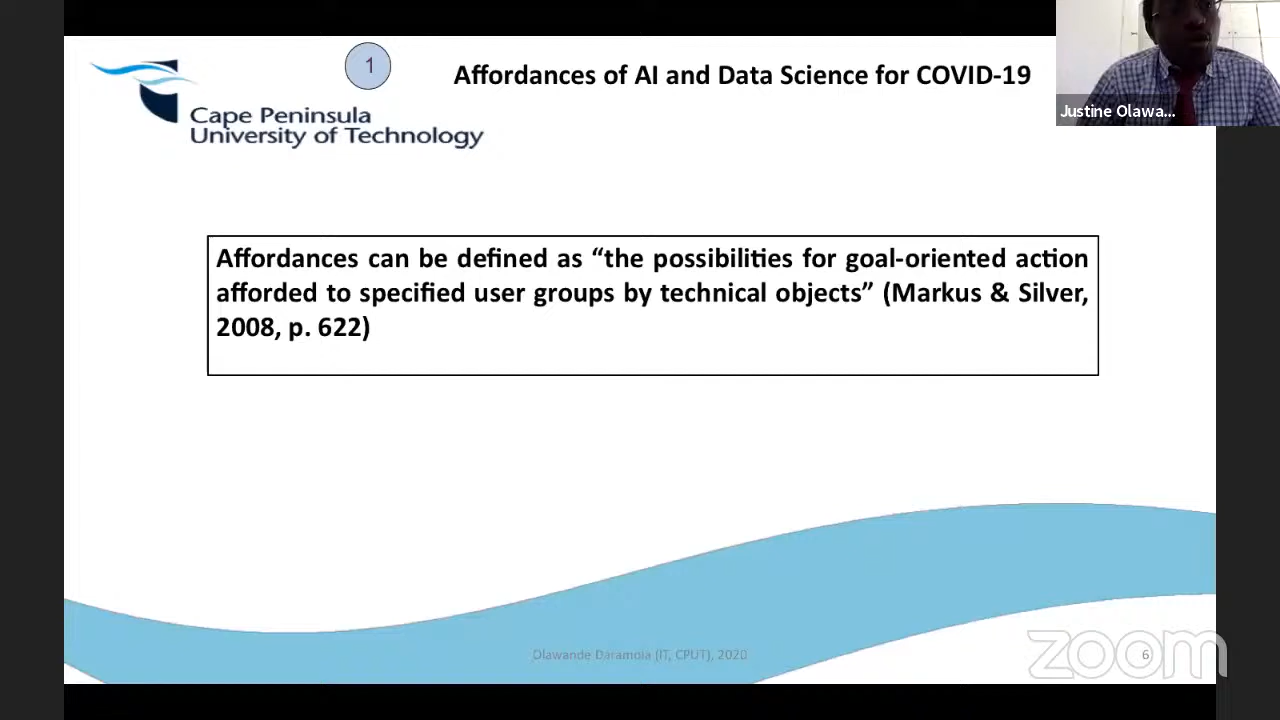 1
Affordances of AI and Data Science for COVID-19
Cape Peninsula
University of Technology
Justine Olawa...
Affordances can be defined as “the possibilities for goal-oriented action
afforded to specified user groups by technical objects” (Markus & Silver,
2008, p. 622)
Olawande Daramola (IT, CPUT), 2020
6
zoom